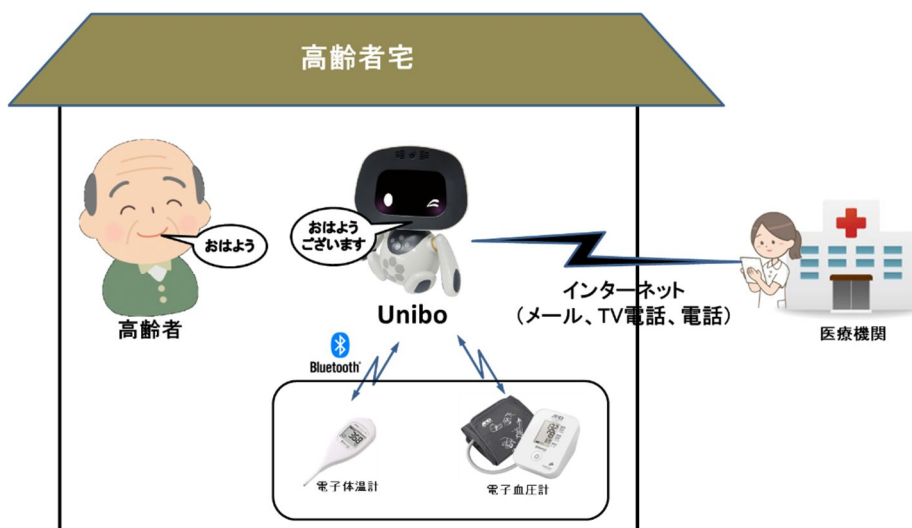 高齢者宅
おはよう
おはよう
ございます
高齢者
Unibo
インターネット
（メール、TV電話、電話）
医療機関
Bluetooth
電子体温計
電子血圧計